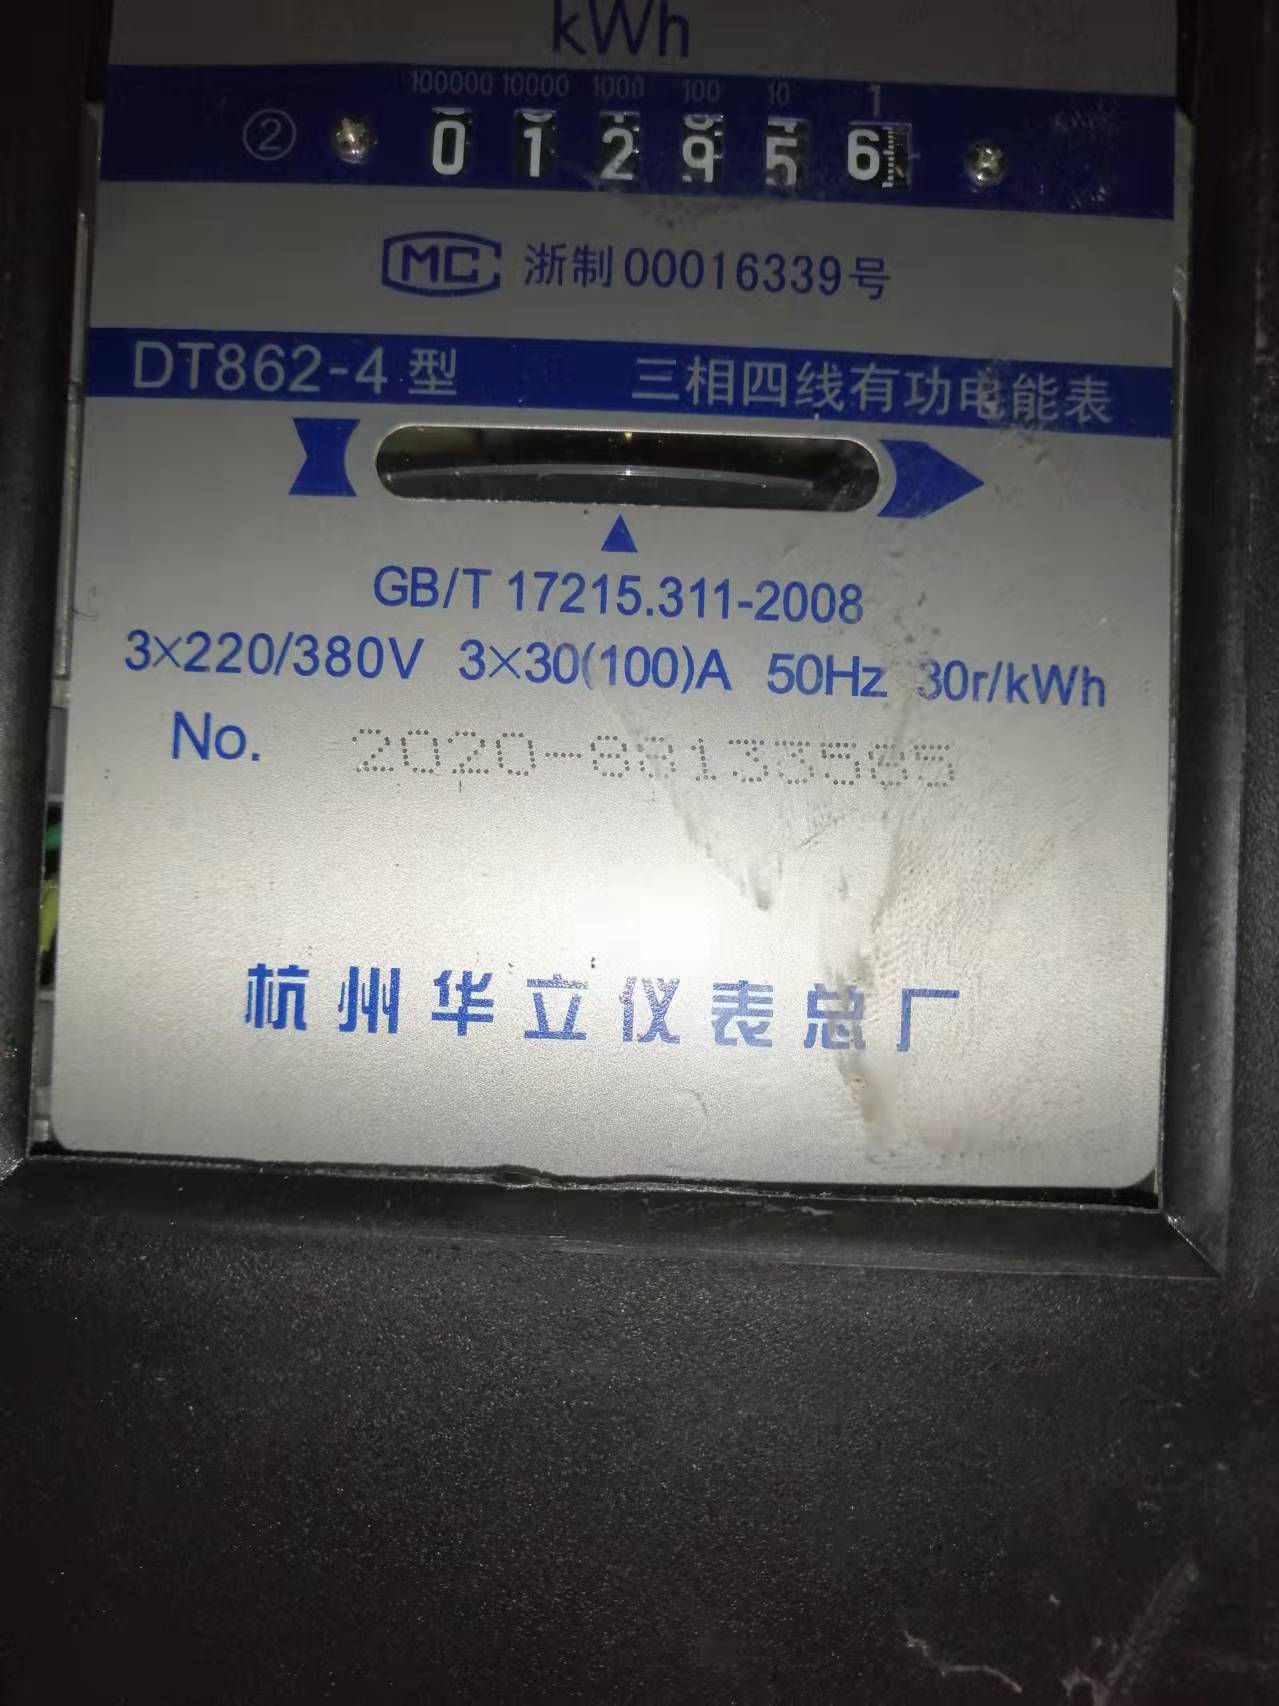 kWh
100000 10000 1000 100 10 1
② 0 1 2 9 5 6
MC 浙制 00016339号
DT862-4 型 三相四线有功电能表
GB/T 17215.311-2008
3×220/380V 3×30(100)A 50Hz 30r/kWh
No.
杭州华立仪表总厂